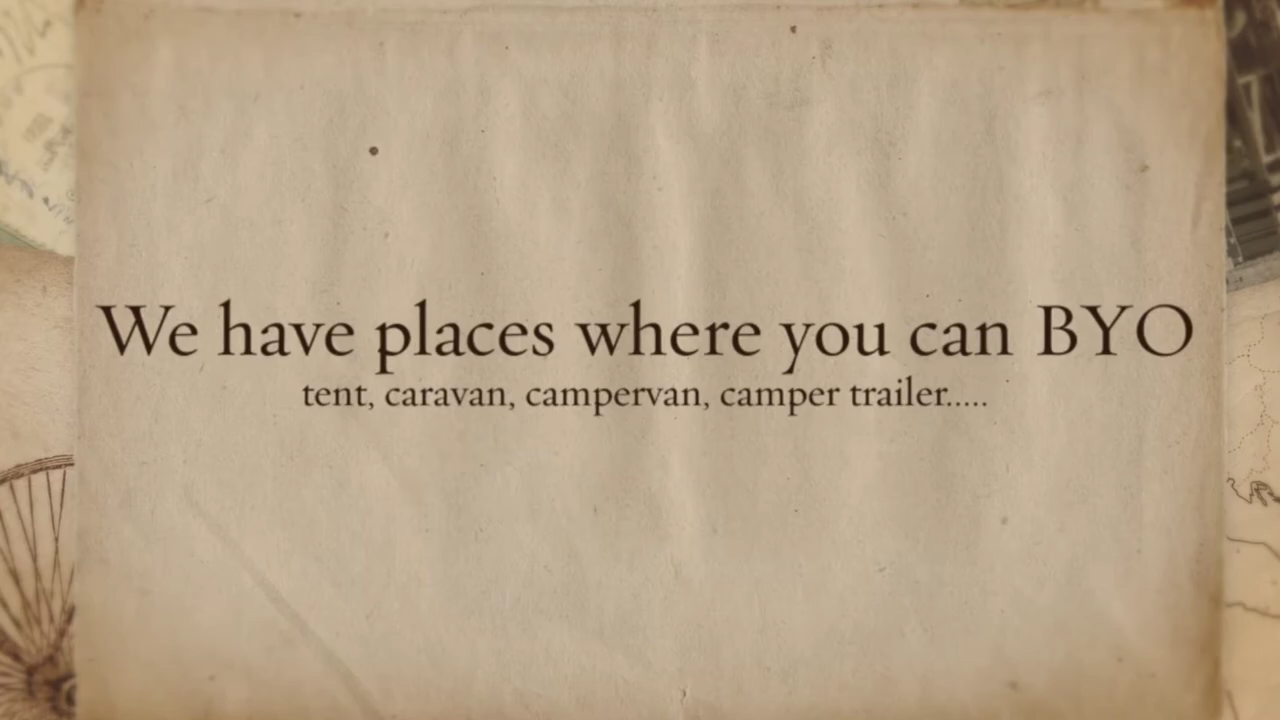 We have places where you can BYO
tent, caravan, campervan, camper trailer.....